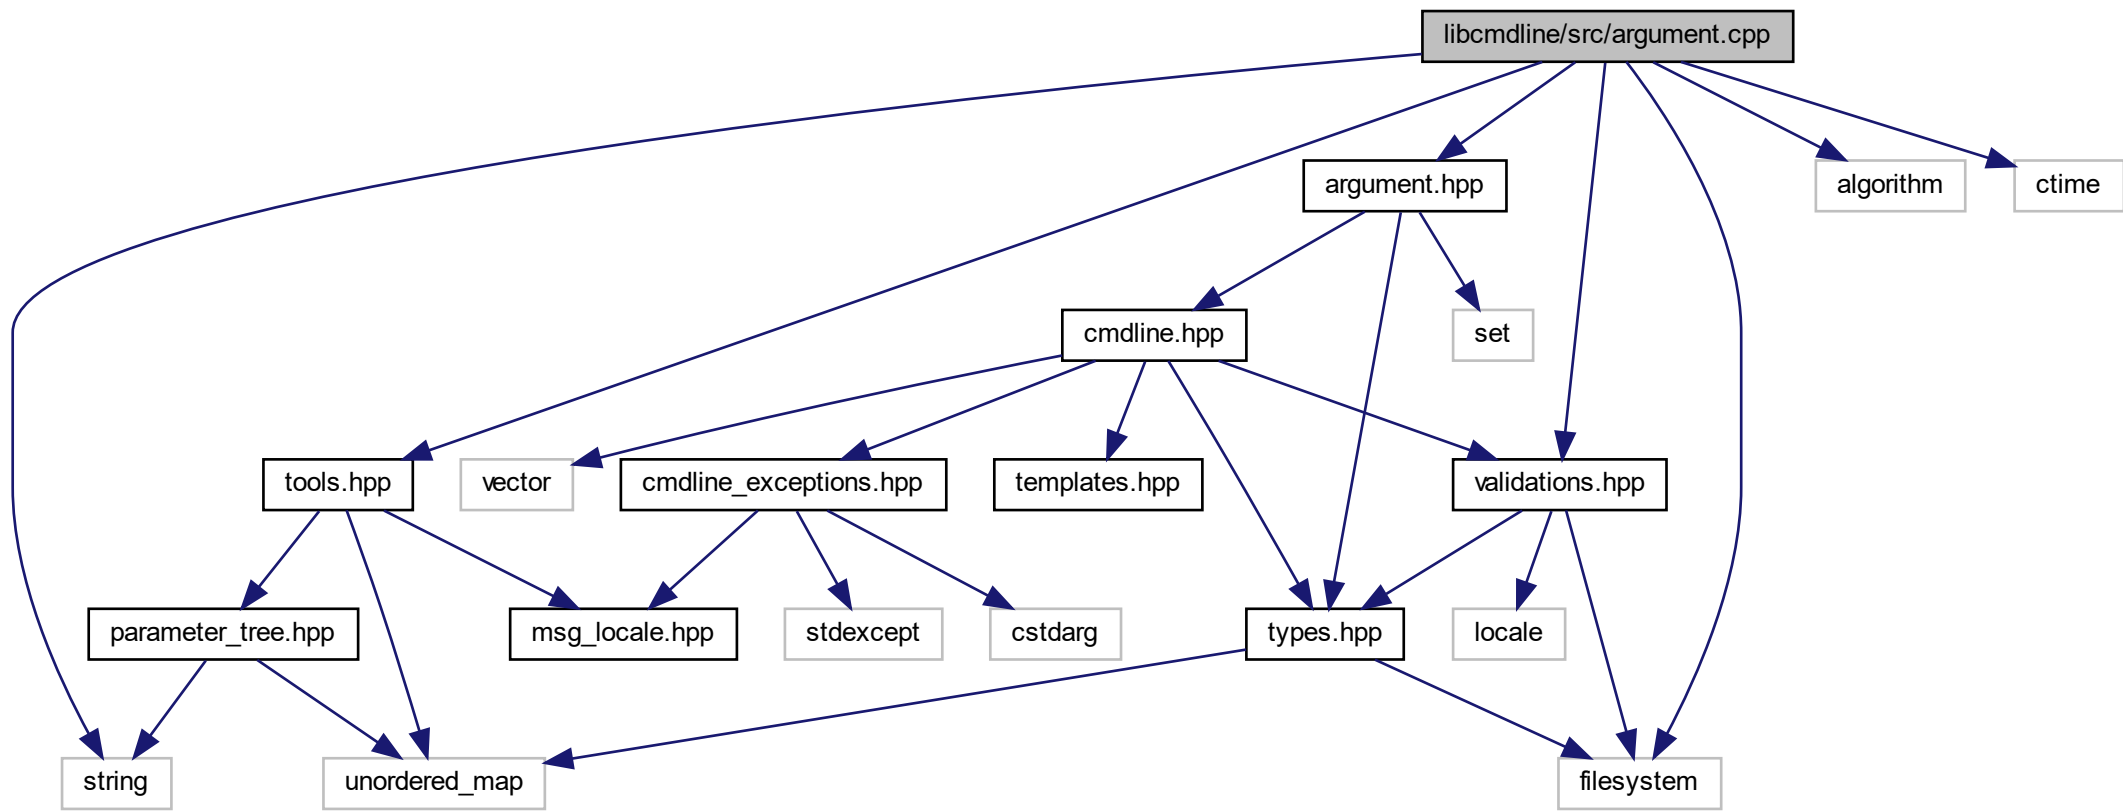 libcmdline/src/argument.cpp
argument.hpp
algorithm
ctime
cmdline.hpp
set
tools.hpp
vector
cmdline_exceptions.hpp
templates.hpp
validations.hpp
parameter_tree.hpp
msg_locale.hpp
stdexcept
cstdarg
types.hpp
locale
string
unordered_map
filesystem